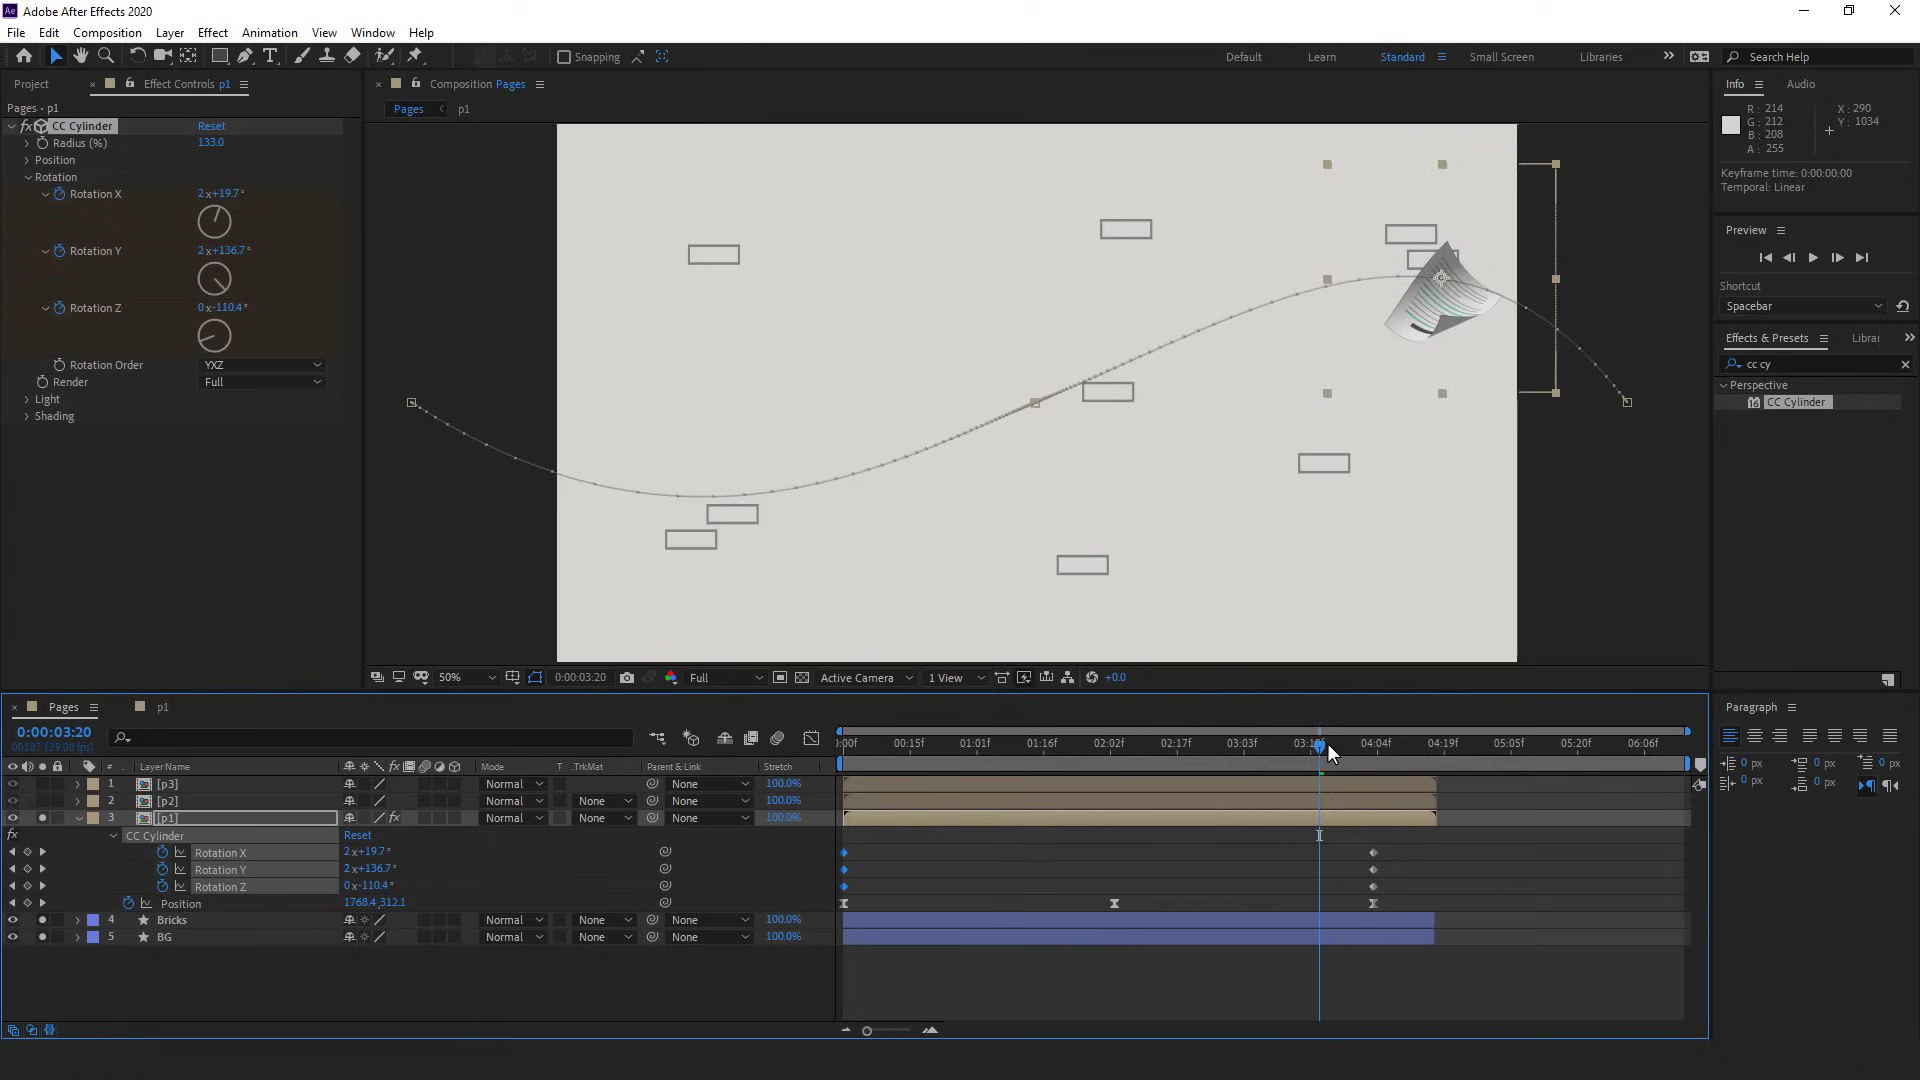 Adobe After Effects 2020
File Edit Composition Layer Effect Animation View Window Help
Snapping Default Learn Standard Small Screen Libraries Search Help
Project Effect Controls p1
Composition Pages
Info Audio
Pages • p1
Pages p1
R: 214
G: 212
B: 208
A: 255
X: 290
Y: 1034
fx CC Cylinder Reset
Radius (%) 133.0
Position
Rotation
Rotation X 2x+19.7°
Rotation Y 2x+136.7°
Rotation Z 0x-110.4°
Rotation Order YXZ
Render Full
Light
Shading
Keyframe time: 0:00:00:00
Temporal: Linear
Preview
Shortcut
Spacebar
Effects & Presets
cc cy
Perspective
CC Cylinder
50% 0:00:03:20 Full Active Camera 1 View +0.0
Pages p1
0:00:03:20
00107 (29.00 fps)
00f 00:15f 01:01f 01:16f 02:02f 02:17f 03:03f 04:04f 04:19f 05:05f 05:20f 06:06f
# Layer Name Mode T .TrkMat Parent & Link Stretch
1 [p3] Normal None 100.0%
2 [p2] Normal None None 100.0%
3 [p1] fx Normal None None 100.0%
fx CC Cylinder Reset
Rotation X 2x+19.7°
Rotation Y 2x+136.7°
Rotation Z 0x-110.4°
Position 1768.4,312.1
4 Bricks Normal None None 100.0%
5 BG Normal None None 100.0%
Paragraph
0 px 0 px 0 px
0 px 0 px